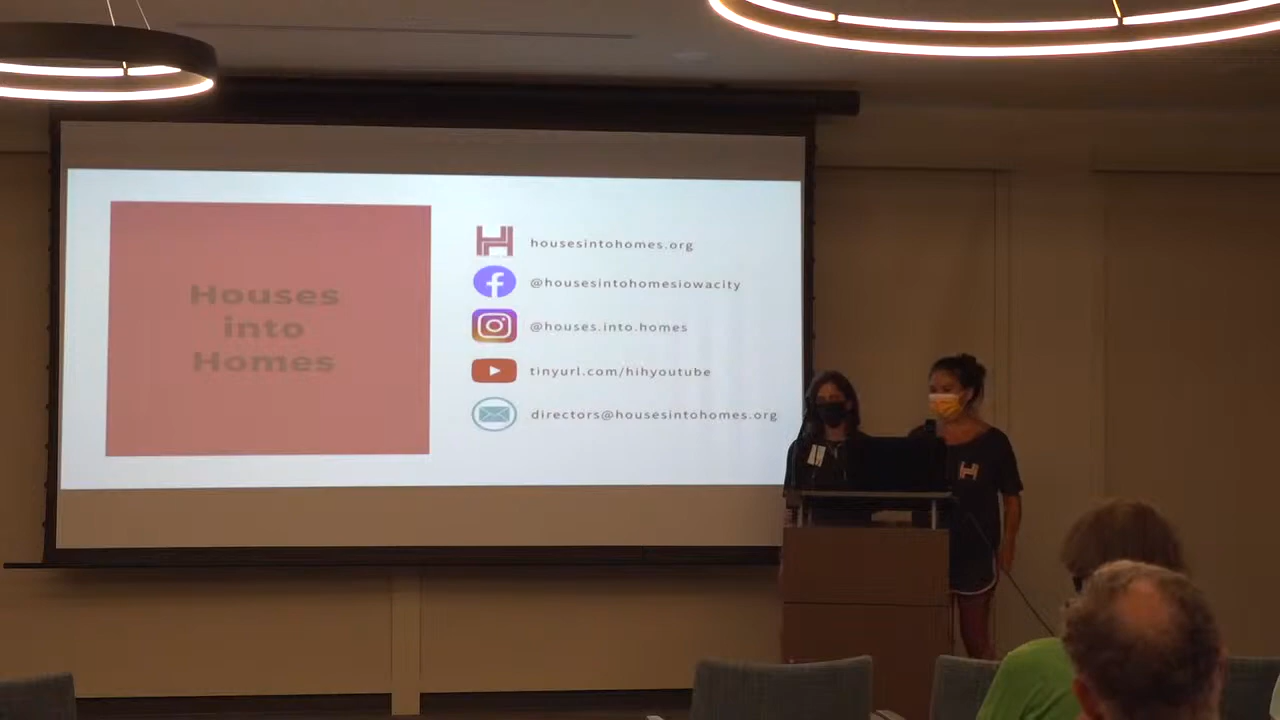 Houses
into
Homes
housesintohomes.org
@housesintohomesiowacity
@houses.into.homes
tinyurl.com/hihyoutube
directors@housesintohomes.org